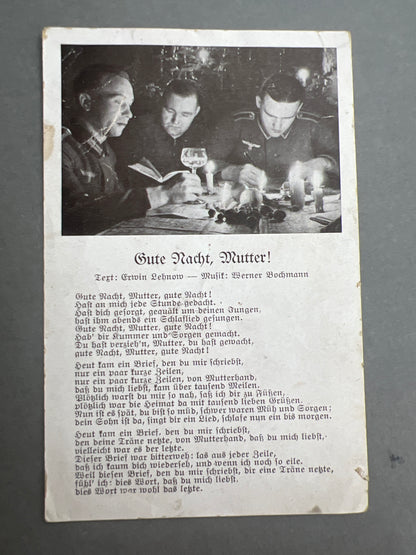 Gute Nacht, Mutter!
Text: Erwin Lehnow — Musik: Werner Bochmann
Gute Nacht, Mutter, gute Nacht!
Hast an mich jede Stunde gedacht.
Hast dich gesorgt, gequält um deinen Jungen,
hast ihm abends ein Schlaflied gesungen.
Gute Nacht, Mutter, gute Nacht!
Hab' dir Kummer und Sorgen gemacht.
Du hast verzieh'n, Mutter, du hast gewacht,
gute Nacht, Mutter, gute Nacht!
Heut kam ein Brief, den du mir schriebst,
nur ein paar kurze Zeilen,
nur ein paar kurze Zeilen, von Mutterhand,
daß du mich liebst, kam über tausend Meilen.
Plötzlich warst du mir so nah, saß ich dir zu Füßen,
plötzlich war die Heimat da mit tausend lieben Grüßen.
Nun ist es spät, du bist so müd, schwer waren Müh und Sorgen;
dein Sohn ist da, singt dir ein Lied, schlafe nun ein bis morgen.
Heut kam ein Brief, den du mir schriebst,
den deine Träne netzte, von Mutterhand, daß du mich liebst,
vielleicht war es der letzte.
Dieser Brief war bitterweh: las aus jeder Zeile,
daß ich kaum dich wiederseh, und wenn ich noch so eile.
Weil diesen Brief, den du mir schriebst, dir eine Träne netzte,
fühl' ich: dies Wort, daß du mich liebst,
dies Wort war wohl das letzte.